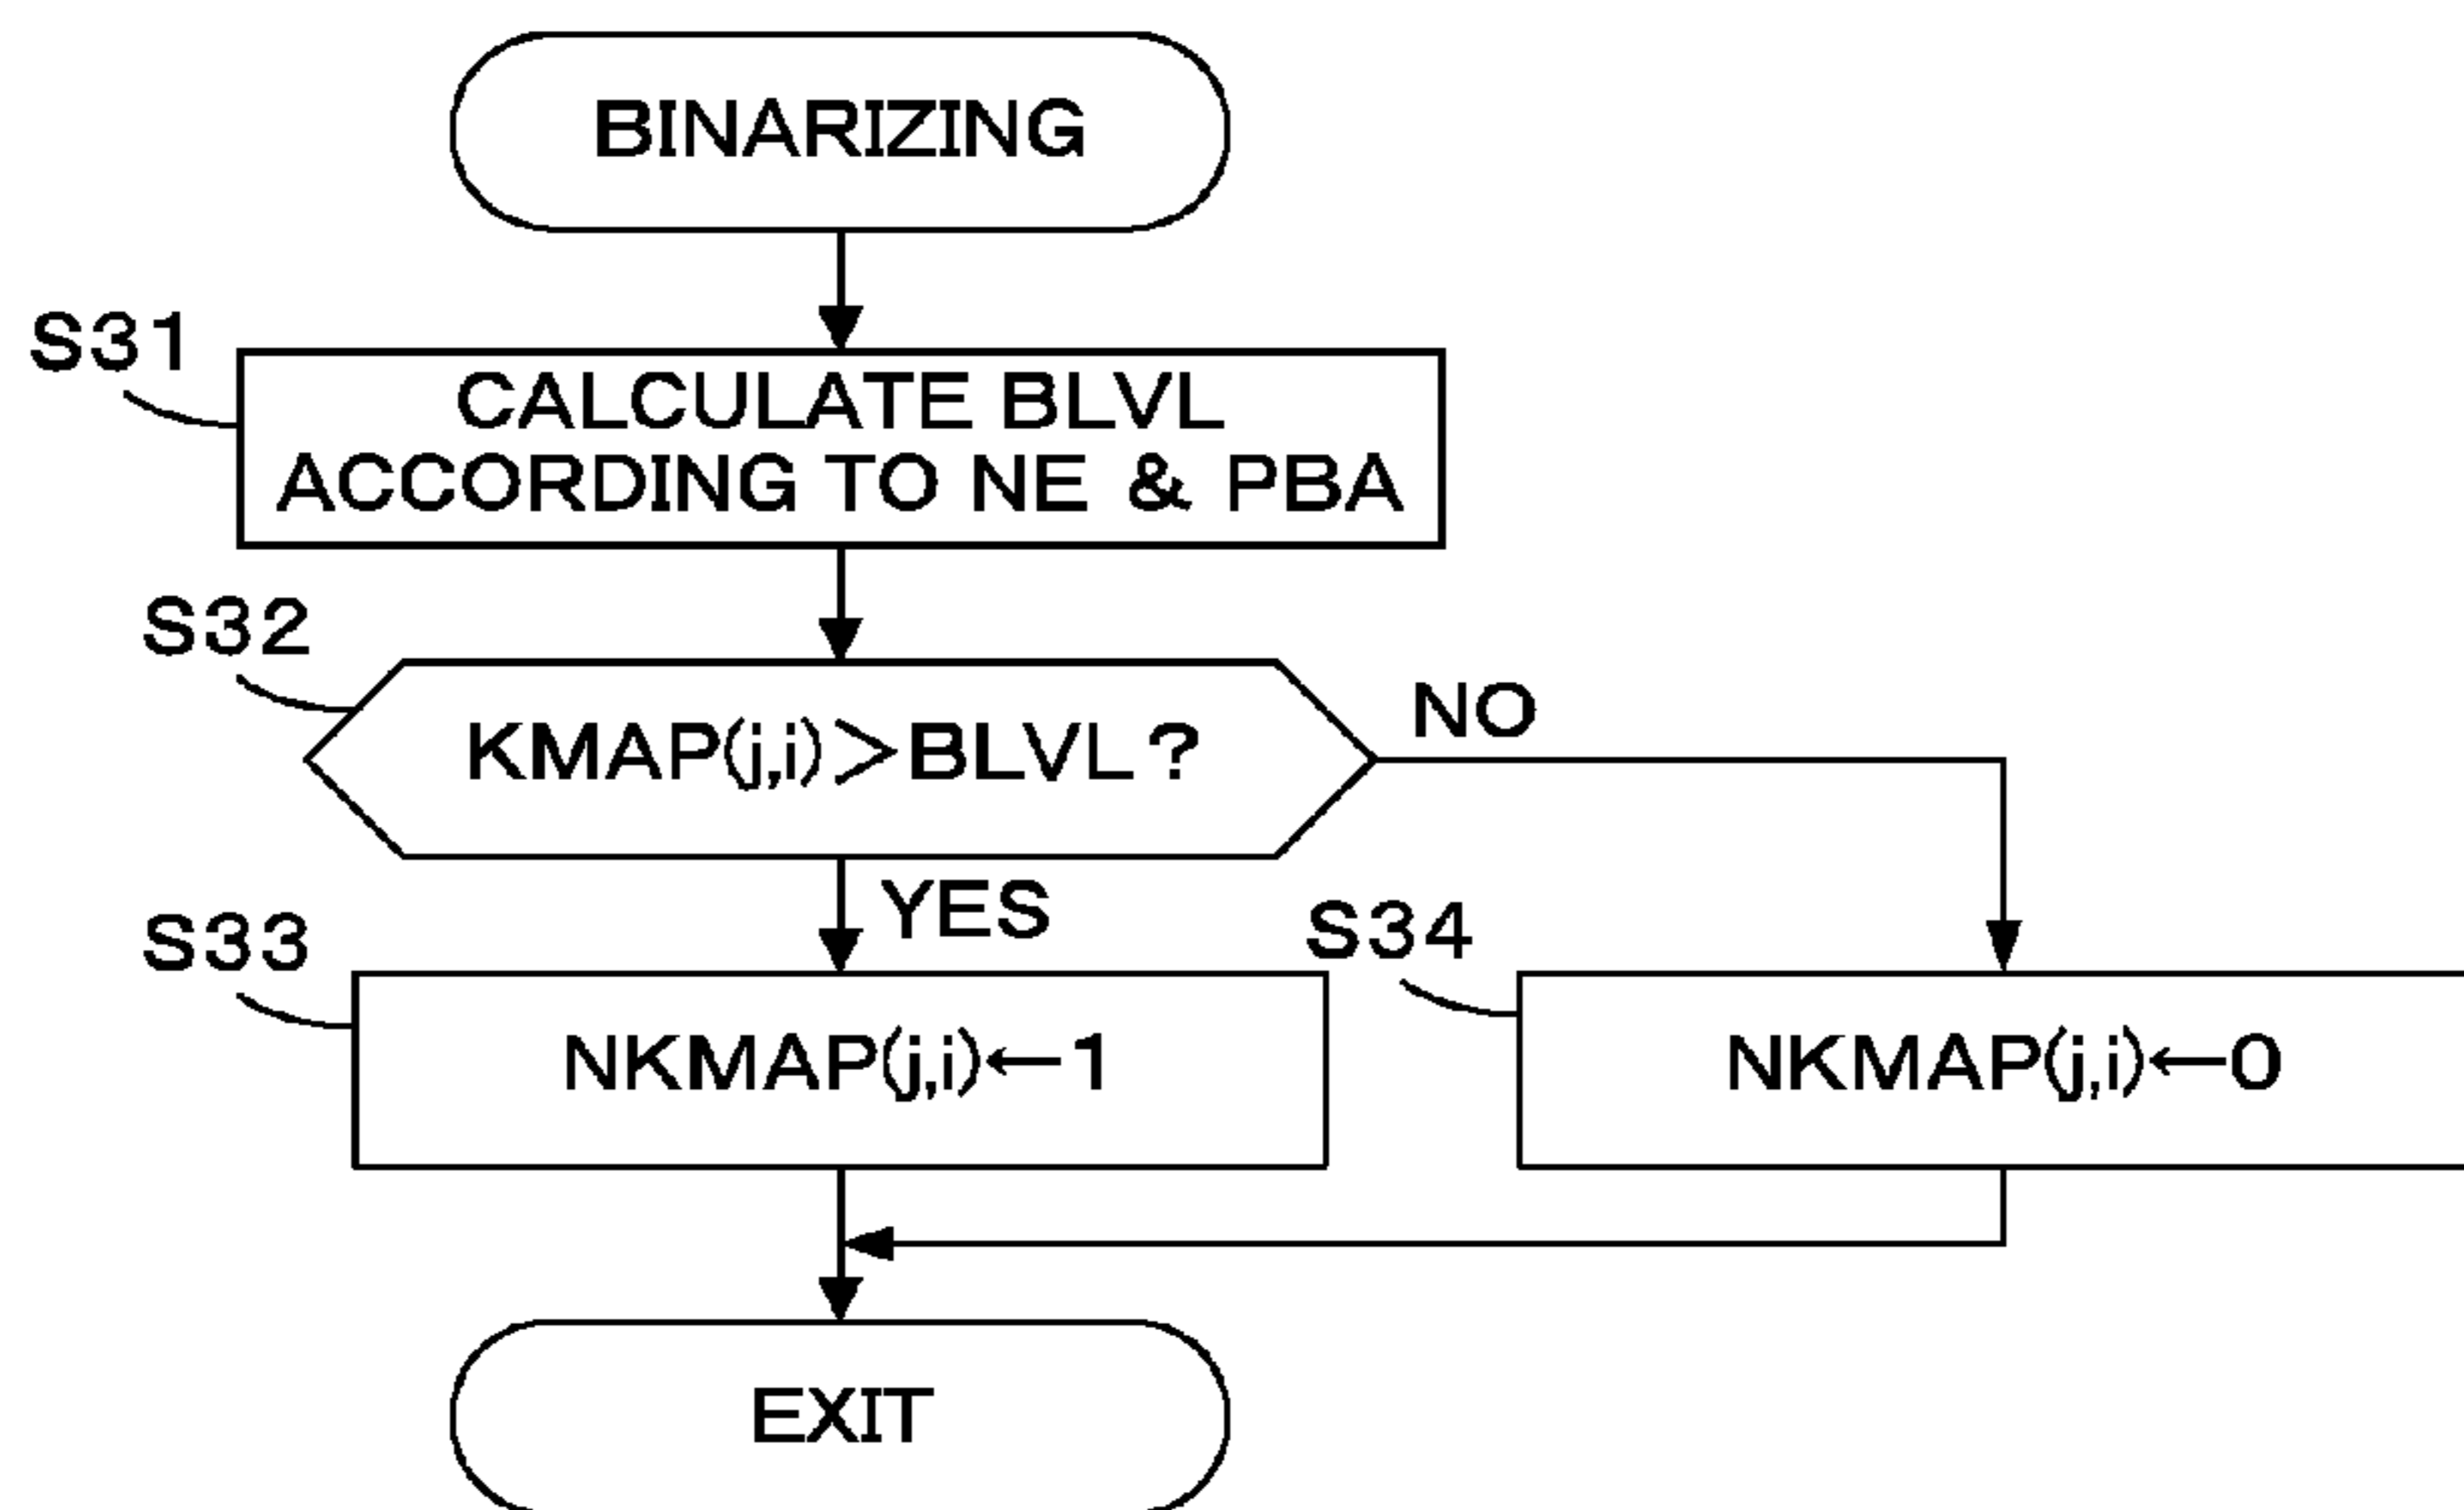 BINARIZING
S31
CALCULATE BLVL
ACCORDING TO NE & PBA
S32
KMAP(j,i)>BLVL?
NO
YES
S33
NKMAP(j,i)←1
S34
NKMAP(j,i)←0
EXIT